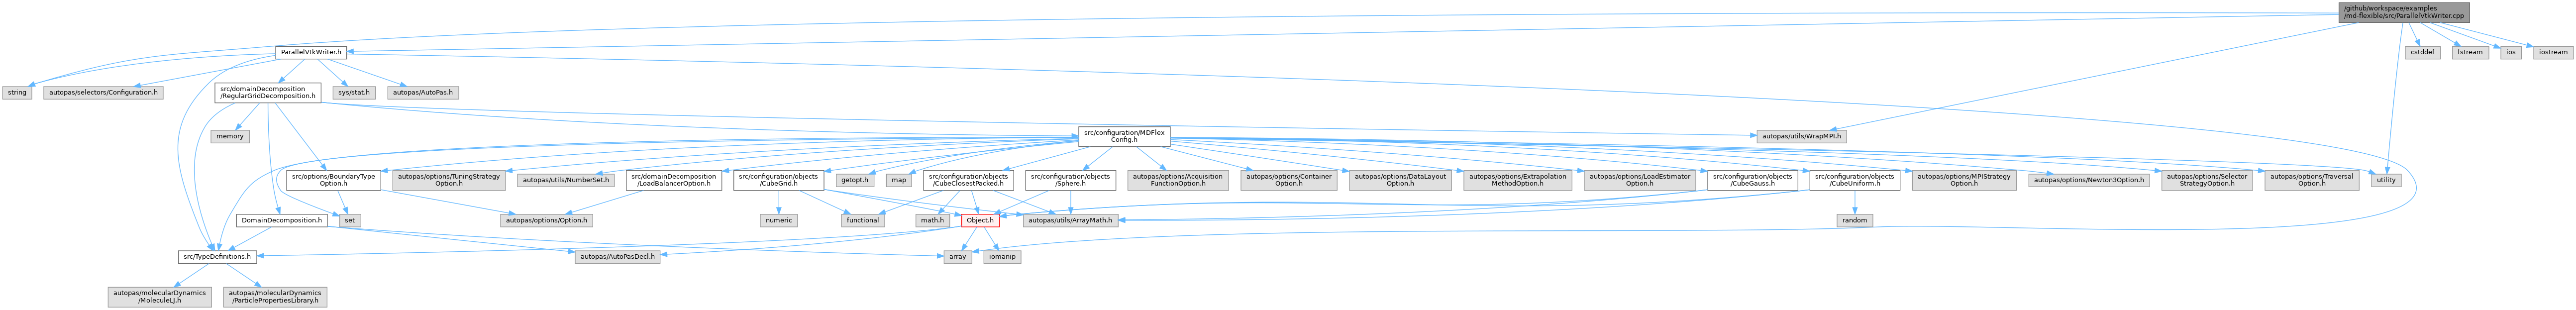 /github/workspace/examples
/md-flexible/src/ParallelVtkWriter.cpp
ParallelVtkWriter.h
cstddef
fstream
ios
iostream
string
autopas/selectors/Configuration.h
src/domainDecomposition
/RegularGridDecomposition.h
sys/stat.h
autopas/AutoPas.h
memory
src/configuration/MDFlex
Config.h
autopas/utils/WrapMPI.h
src/options/BoundaryType
Option.h
autopas/options/TuningStrategy
Option.h
autopas/utils/NumberSet.h
src/domainDecomposition
/LoadBalancerOption.h
src/configuration/objects
/CubeGrid.h
getopt.h
map
src/configuration/objects
/CubeClosestPacked.h
src/configuration/objects
/Sphere.h
autopas/options/Acquisition
FunctionOption.h
autopas/options/Container
Option.h
autopas/options/DataLayout
Option.h
autopas/options/Extrapolation
MethodOption.h
autopas/options/LoadEstimator
Option.h
src/configuration/objects
/CubeGauss.h
src/configuration/objects
/CubeUniform.h
autopas/options/MPIStrategy
Option.h
autopas/options/Newton3Option.h
autopas/options/Selector
StrategyOption.h
autopas/options/Traversal
Option.h
utility
DomainDecomposition.h
set
autopas/options/Option.h
numeric
functional
math.h
Object.h
autopas/utils/ArrayMath.h
random
src/TypeDefinitions.h
autopas/AutoPasDecl.h
array
iomanip
autopas/molecularDynamics
/MoleculeLJ.h
autopas/molecularDynamics
/ParticlePropertiesLibrary.h